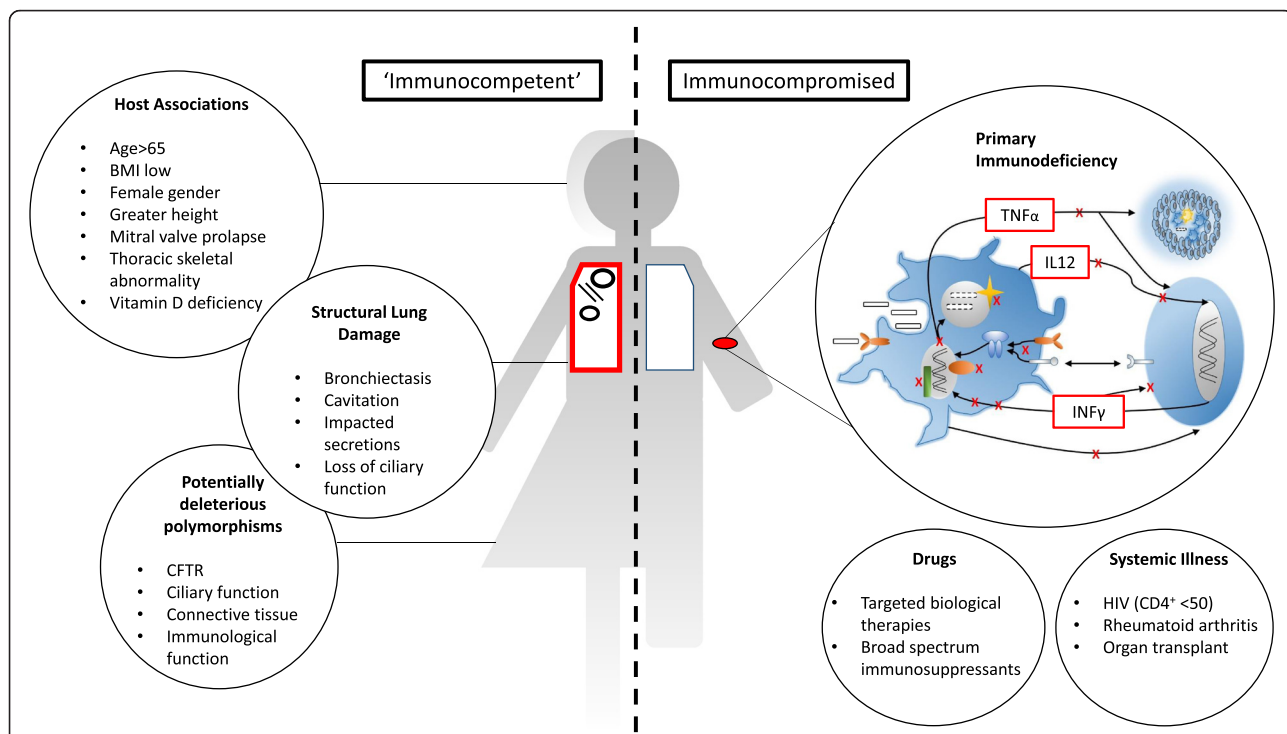 ‘Immunocompetent’
Immunocompromised
Host Associations
• Age>65
• BMI low
• Female gender
• Greater height
• Mitral valve prolapse
• Thoracic skeletal
abnormality
• Vitamin D deficiency
Structural Lung
Damage
• Bronchiectasis
• Cavitation
• Impacted
secretions
• Loss of ciliary
function
Potentially
deleterious
polymorphisms
• CFTR
• Ciliary function
• Connective tissue
• Immunological
function
Primary
Immunodeficiency
TNFα
X
IL12
X
X
X
X
X
X
X
X
INFγ
X
X
X
Drugs
• Targeted biological
therapies
• Broad spectrum
immunosuppressants
Systemic Illness
• HIV (CD4⁺ <50)
• Rheumatoid arthritis
• Organ transplant